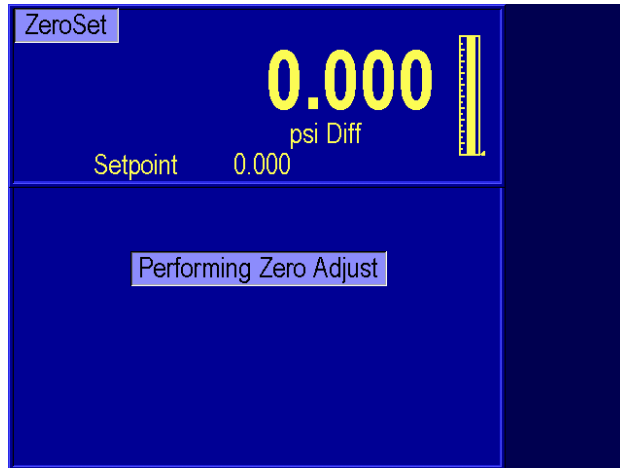 ZeroSet
0.000
psi Diff
Setpoint 0.000
Performing Zero Adjust